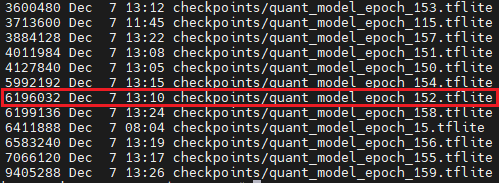 3600480 Dec  7 13:12 checkpoints/quant_model_epoch_153.tflite
3713600 Dec  7 11:45 checkpoints/quant_model_epoch_115.tflite
3884128 Dec  7 13:22 checkpoints/quant_model_epoch_157.tflite
4011984 Dec  7 13:08 checkpoints/quant_model_epoch_151.tflite
4127840 Dec  7 13:05 checkpoints/quant_model_epoch_150.tflite
5992192 Dec  7 13:15 checkpoints/quant_model_epoch_154.tflite
6196032 Dec  7 13:10 checkpoints/quant_model_epoch_152.tflite
6199136 Dec  7 13:24 checkpoints/quant_model_epoch_158.tflite
6411888 Dec  7 08:04 checkpoints/quant_model_epoch_15.tflite
6583240 Dec  7 13:19 checkpoints/quant_model_epoch_156.tflite
7066120 Dec  7 13:17 checkpoints/quant_model_epoch_155.tflite
9405288 Dec  7 13:26 checkpoints/quant_model_epoch_159.tflite